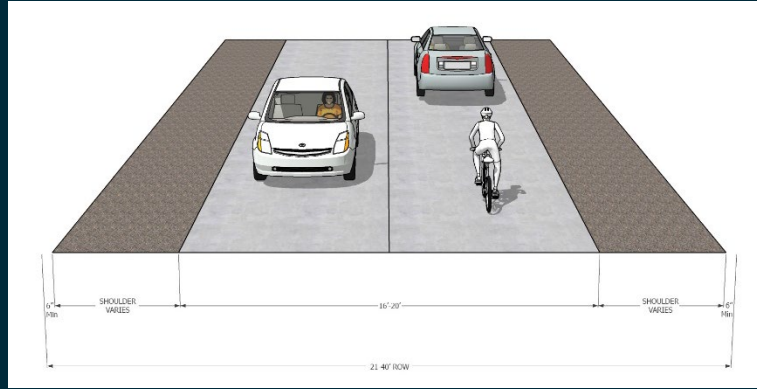 6"
Min
SHOULDER
VARIES
16'-20'
SHOULDER
VARIES
6"
Min
21 40' ROW